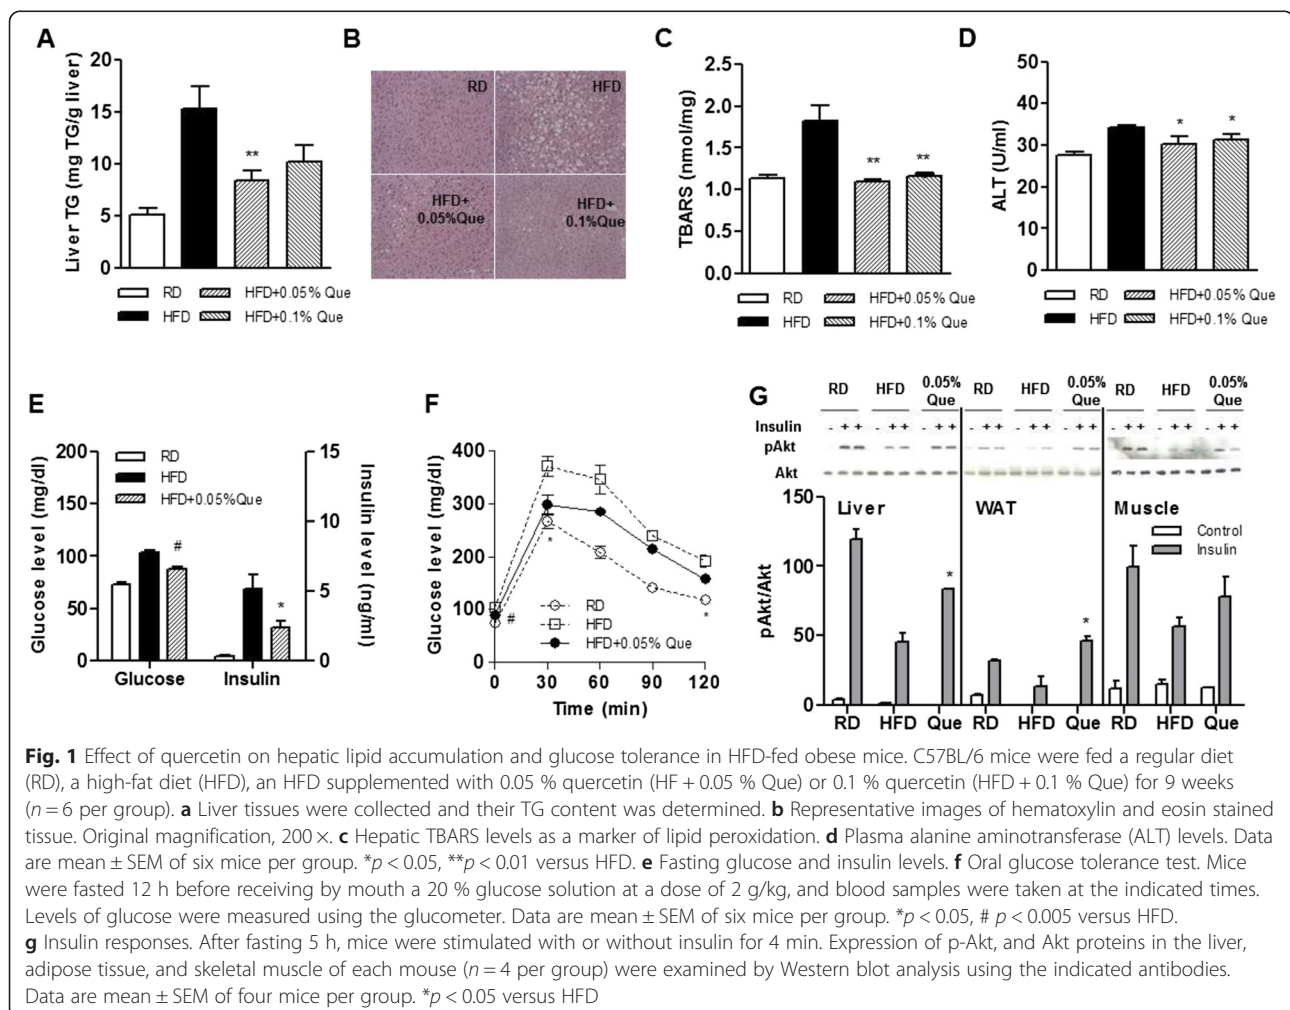 A
Liver TG (mg TG/g liver)
20
15
10
5
0
**
RD
HFD+0.05% Que
HFD
HFD+0.1% Que
B
RD
HFD
HFD+
0.05%Que
HFD+
0.1%Que
C
TBARS (nmol/mg)
2.5
2.0
1.5
1.0
0.5
0.0
**
**
RD
HFD+0.05% Que
HFD
HFD+0.1% Que
D
ALT (U/ml)
50
40
30
20
10
0
*
*
RD
HFD+0.05% Que
HFD
HFD+0.1% Que
E
Glucose level (mg/dl)
200
150
100
50
0
RD
HFD
HFD+0.05%Que
#
*
Glucose
Insulin
15
10
5
0
Insulin level (ng/ml)
F
Glucose level (mg/dl)
400
300
200
100
0
#
*
*
RD
HFD
HFD+0.05% Que
0
30
60
90
120
Time (min)
G
RD HFD 0.05% Que RD HFD 0.05% Que RD HFD 0.05% Que
Insulin - + + - + + - + + - + + - + + - + + - + + - + + - + +
pAkt
Akt
pAkt/Akt
150
100
50
0
Liver
WAT
Muscle
Control
Insulin
*
*
RD HFD Que RD HFD Que RD HFD Que
Fig. 1 Effect of quercetin on hepatic lipid accumulation and glucose tolerance in HFD-fed obese mice. C57BL/6 mice were fed a regular diet
(RD), a high-fat diet (HFD), an HFD supplemented with 0.05 % quercetin (HF + 0.05 % Que) or 0.1 % quercetin (HFD + 0.1 % Que) for 9 weeks
(n = 6 per group). a Liver tissues were collected and their TG content was determined. b Representative images of hematoxylin and eosin stained
tissue. Original magnification, 200 ×. c Hepatic TBARS levels as a marker of lipid peroxidation. d Plasma alanine aminotransferase (ALT) levels. Data
are mean ± SEM of six mice per group. *p < 0.05, **p < 0.01 versus HFD. e Fasting glucose and insulin levels. f Oral glucose tolerance test. Mice
were fasted 12 h before receiving by mouth a 20 % glucose solution at a dose of 2 g/kg, and blood samples were taken at the indicated times.
Levels of glucose were measured using the glucometer. Data are mean ± SEM of six mice per group. *p < 0.05, # p < 0.005 versus HFD.
g Insulin responses. After fasting 5 h, mice were stimulated with or without insulin for 4 min. Expression of p-Akt, and Akt proteins in the liver,
adipose tissue, and skeletal muscle of each mouse (n = 4 per group) were examined by Western blot analysis using the indicated antibodies.
Data are mean ± SEM of four mice per group. *p < 0.05 versus HFD